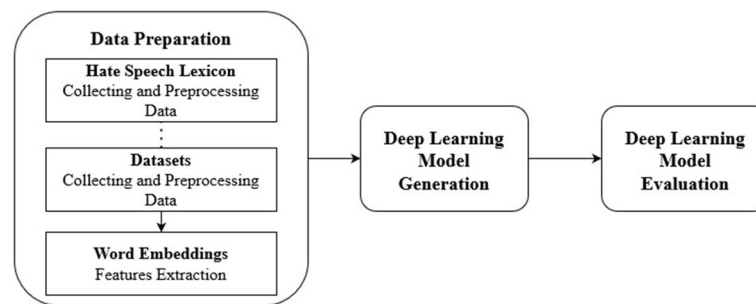 Data Preparation
Hate Speech Lexicon
Collecting and Preprocessing
Data
Datasets
Collecting and Preprocessing
Data
Word Embeddings
Features Extraction
Deep Learning
Model
Generation
Deep Learning
Model
Evaluation